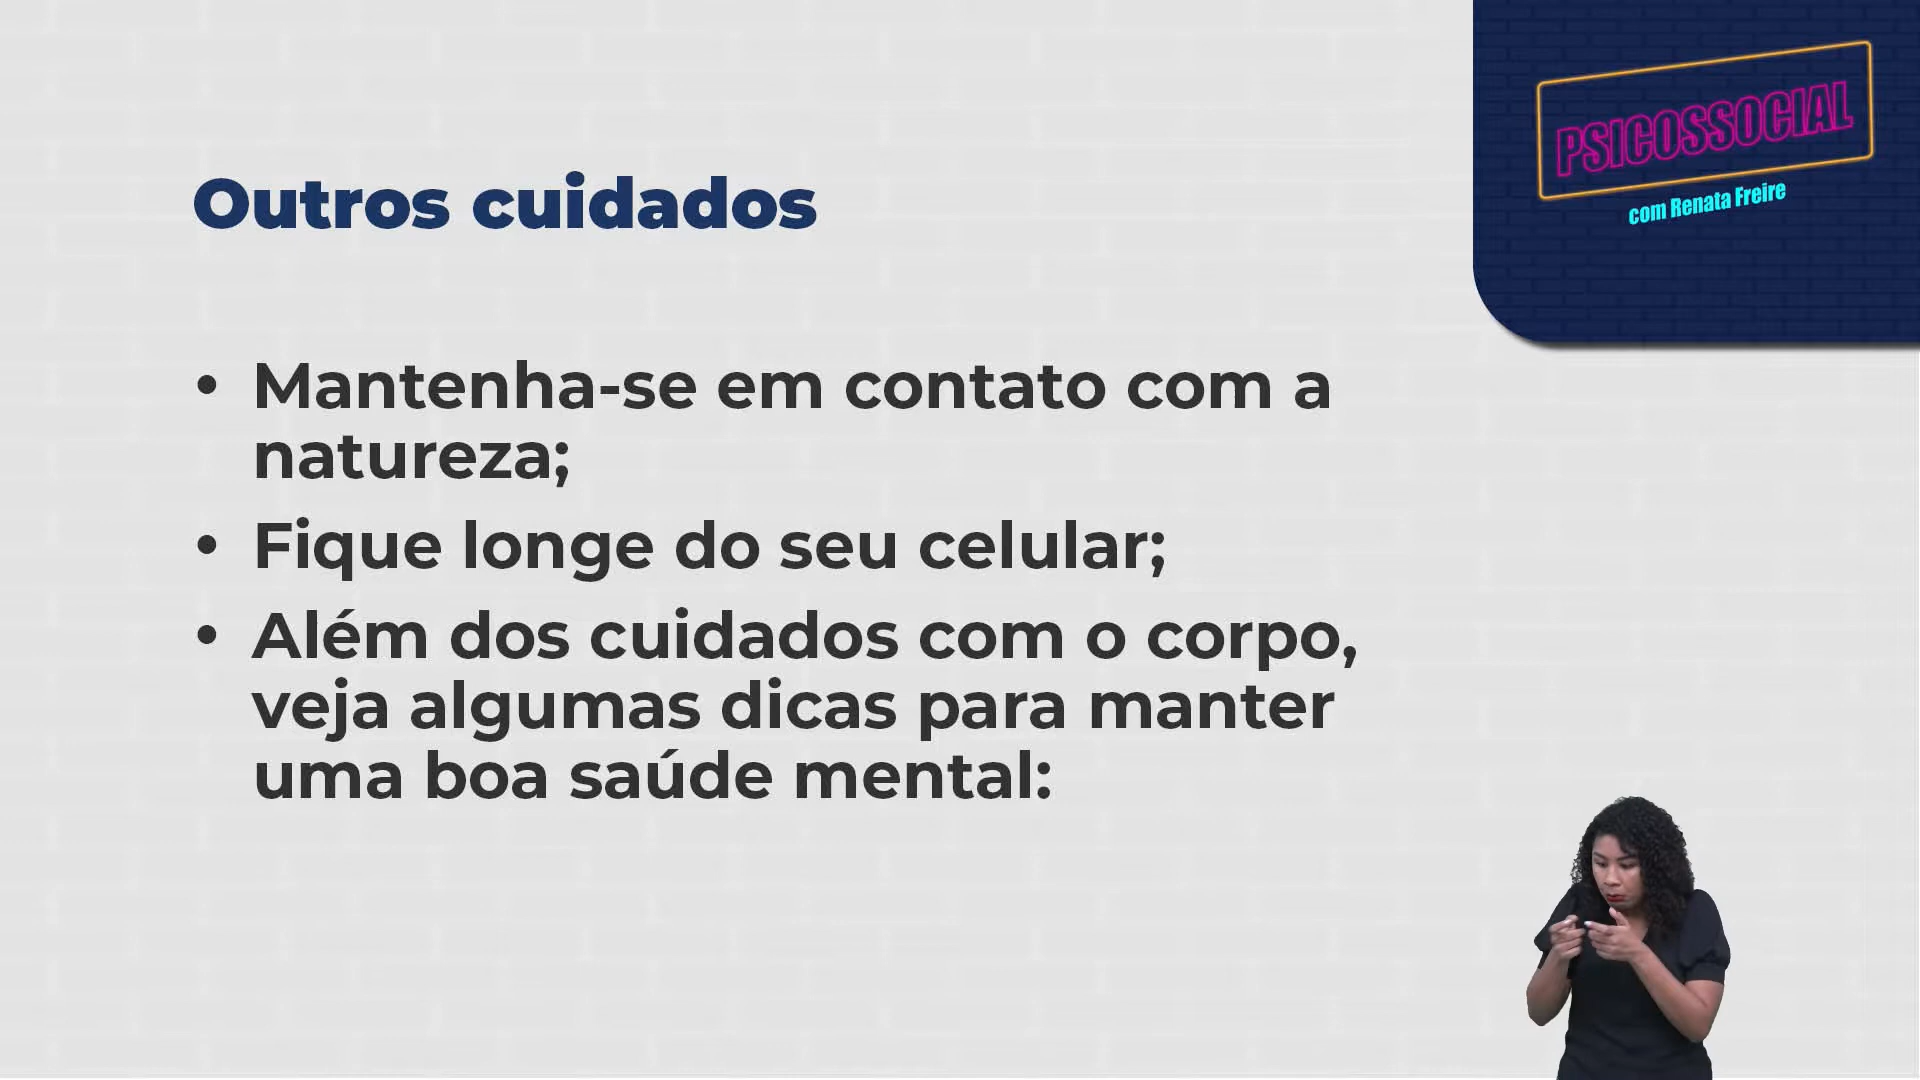 PSICOSSOCIAL
com Renata Freire
Outros cuidados
• Mantenha-se em contato com a
natureza;
• Fique longe do seu celular;
• Além dos cuidados com o corpo,
veja algumas dicas para manter
uma boa saúde mental: